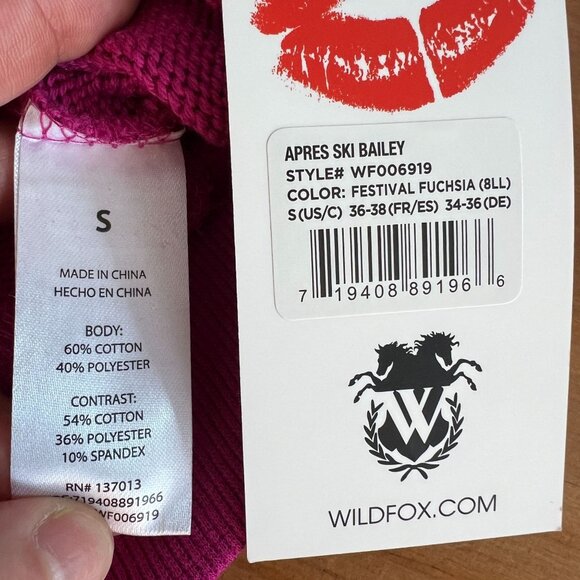 S
MADE IN CHINA
HECHO EN CHINA
BODY:
60% COTTON
40% POLYESTER
CONTRAST:
54% COTTON
36% POLYESTER
10% SPANDEX
RN# 137013
719408891966
WF006919
APRES SKI BAILEY
STYLE# WF006919
COLOR: FESTIVAL FUCHSIA (8LL)
S(US/C) 36-38(FR/ES) 34-36(DE)
7 19408 89196 6
W
WILDFOX.COM